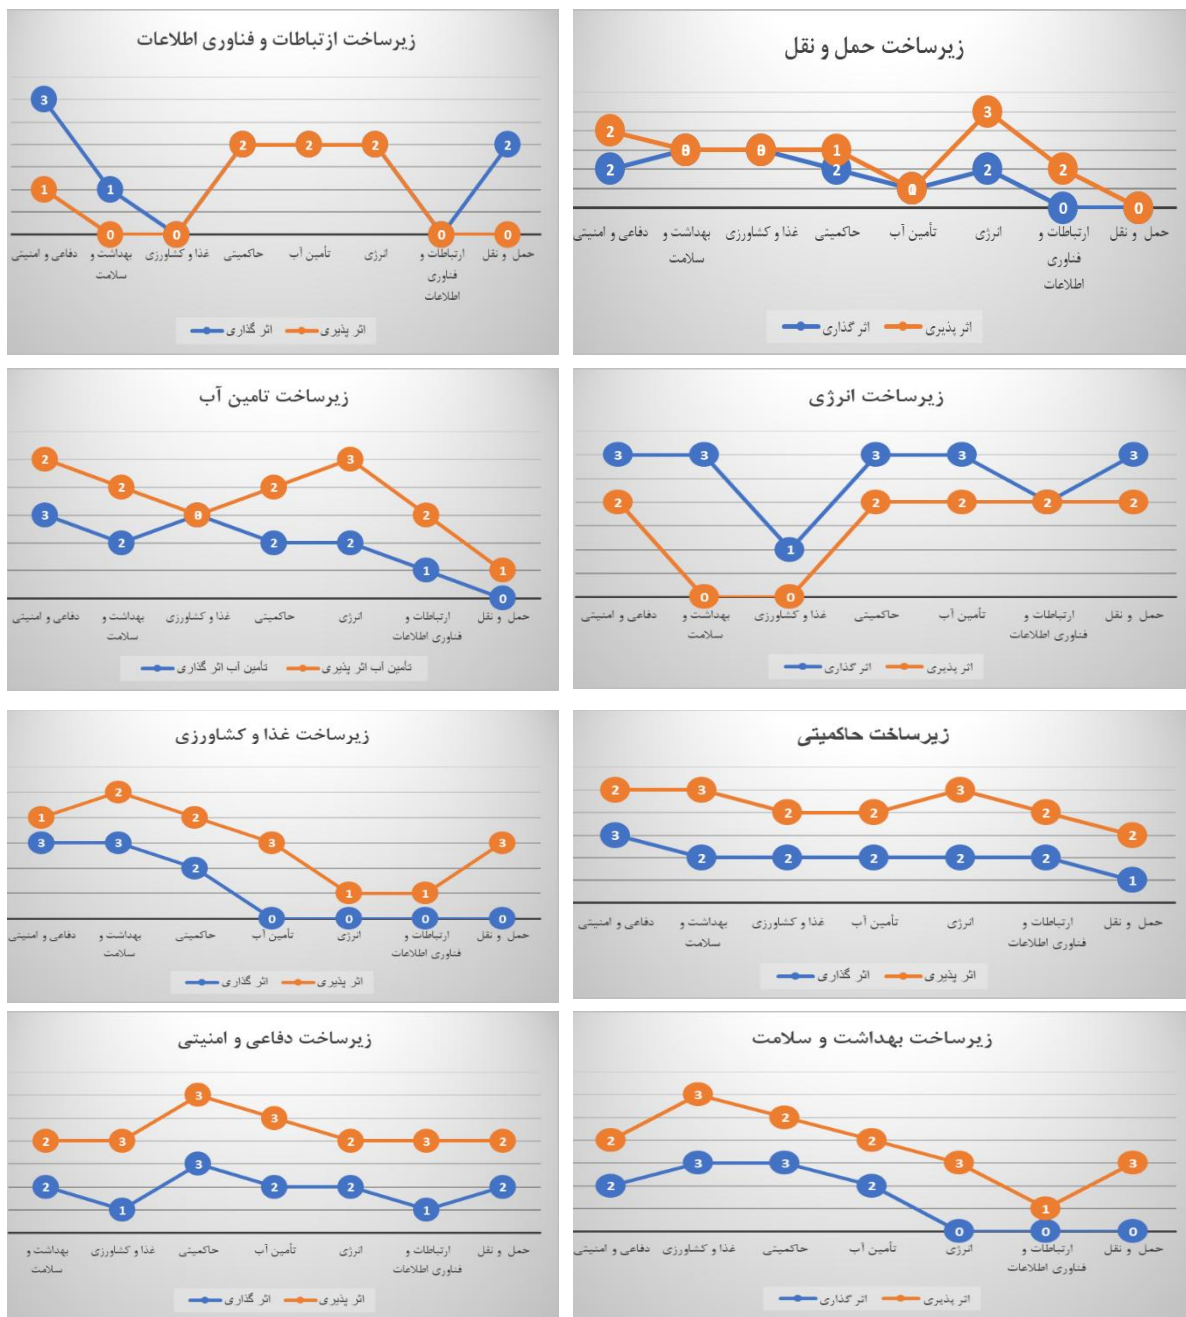 زیرساخت حمل و نقل
3
2
1
2 2 2 2
0 0
حمل و نقل ارتباطات و انرژی تأمین آب حاکمیتی غذا و کشاورزی بهداشت و دفاعی و امنیتی
فناوری سلامت
اطلاعات
اثر گذاری اثر پذیری
زیرساخت ازتباطات و فناوری اطلاعات
3
2 2 2 2
1 1
0 0 0 0
حمل و نقل ارتباطات و انرژی تأمین آب حاکمیتی غذا و کشاورزی بهداشت و دفاعی و امنیتی
فناوری سلامت
اطلاعات
اثر گذاری اثر پذیری
زیرساخت انرژی
3 3 3 3 3
2 2 2 2 2
1
0 0
حمل و نقل ارتباطات و تأمین آب حاکمیتی غذا و کشاورزی بهداشت و دفاعی و امنیتی
فناوری اطلاعات سلامت
اثر گذاری اثر پذیری
زیرساخت تامین آب
3 2
2 2
2 3
2 2 2
1 1
0
حمل و نقل ارتباطات و انرژی حاکمیتی غذا و کشاورزی بهداشت و دفاعی و امنیتی
فناوری اطلاعات سلامت
تأمین آب اثر گذاری تأمین آب اثر پذیری
زیرساخت حاکمیتی
3 3 2
2 2 2
2 3
2 2 2 2 2
1
حمل و نقل ارتباطات و انرژی تأمین آب غذا و کشاورزی بهداشت و دفاعی و امنیتی
فناوری اطلاعات سلامت
اثر گذاری اثر پذیری
زیرساخت غذا و کشاورزی
2
2 1
3 3 3 3
2
1 1
0 0 0 0
حمل و نقل ارتباطات و انرژی تأمین آب حاکمیتی بهداشت و دفاعی و امنیتی
فناوری اطلاعات سلامت
اثر گذاری اثر پذیری
زیرساخت بهداشت و سلامت
3
2
2 2
3 3 3 3
2 2
1
0 0 0
حمل و نقل ارتباطات و انرژی تأمین آب حاکمیتی غذا و کشاورزی دفاعی و امنیتی
فناوری اطلاعات
اثر گذاری اثر پذیری
زیرساخت دفاعی و امنیتی
3
3
2 3 2 3 2
3
2 2 2 2
1 1
حمل و نقل ارتباطات و انرژی تأمین آب حاکمیتی غذا و کشاورزی بهداشت و
فناوری اطلاعات سلامت
اثر گذاری اثر پذیری